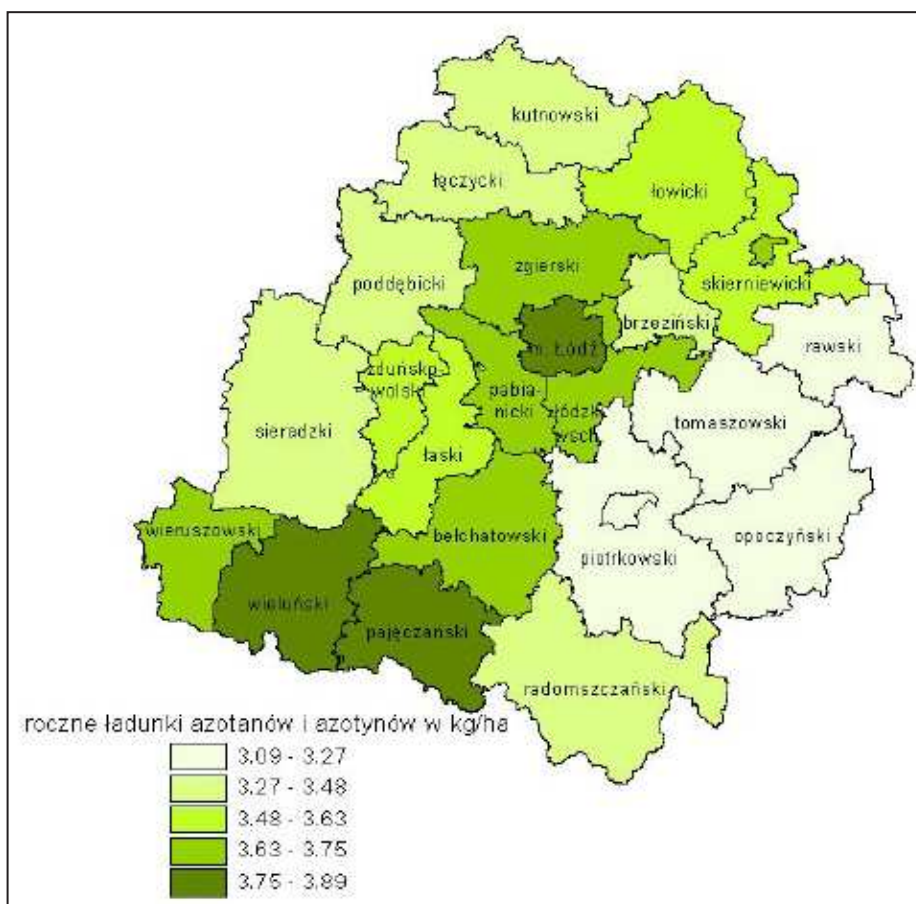 kutnowski
łęczycki
łowicki
zgierski
poddębicki
skierniewicki
brzeziński
rawski
m. Łódź
zduńsko-
wolski
pabia-
nicki
łódzki
wsch
tomaszowski
sieradzki
łaski
wieruszowski
bełchatowski
opoczyński
piotrkowski
wieluński
pajęczański
radomszczański
roczne ładunki azotanów i azotynów w kg/ha
3.09 - 3.27
3.27 - 3.48
3.48 - 3.63
3.63 - 3.75
3.75 - 3.89